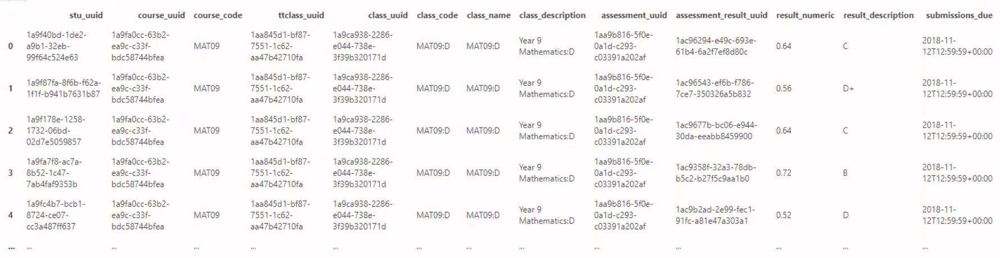 stu_uuid course_uuid course_code ttclass_uuid class_uuid class_code class_name class_description assessment_uuid assessment_result_uuid result_numeric result_description submissions_due
1a9f40bd-1de2- 1a9fa0cc-63b2- 1aa845d1-bf87- 1a9ca938-2286- Year 9 1aa9b816-5f0e- 1ac96294-e49c-693e- 2018-11-
0 a9b1-32eb- ea9c-c33f- MAT09 7551-1c62- e044-738e- MAT09:D MAT09:D Mathematics:D 0a1d-c293- 61b4-6a2f7ef8d80c 0.64 C 12T12:59:59+00:00
99f64c524e63 bdc58744bfea aa47b42710fa 3f39b320171d c03391a202af
1a9f87fa-8f6b-f62a- 1a9fa0cc-63b2- 1aa845d1-bf87- 1a9ca938-2286- Year 9 1aa9b816-5f0e- 1ac96543-ef6b-f786- 2018-11-
1 1f1f-b941b7631b87 ea9c-c33f- MAT09 7551-1c62- e044-738e- MAT09:D MAT09:D Mathematics:D 0a1d-c293- 7ce7-350326a5b832 0.56 D+ 12T12:59:59+00:00
bdc58744bfea aa47b42710fa 3f39b320171d c03391a202af
1a9f178e-1258- 1a9fa0cc-63b2- 1aa845d1-bf87- 1a9ca938-2286- Year 9 1aa9b816-5f0e- 1ac9677b-bc06-e944- 2018-11-
2 1732-06bd- ea9c-c33f- MAT09 7551-1c62- e044-738e- MAT09:D MAT09:D Mathematics:D 0a1d-c293- 30da-eeabb8459900 0.64 C 12T12:59:59+00:00
02d7e5059857 bdc58744bfea aa47b42710fa 3f39b320171d c03391a202af
1a9fa7f8-ac7a- 1a9fa0cc-63b2- 1aa845d1-bf87- 1a9ca938-2286- Year 9 1aa9b816-5f0e- 1ac9358f-32a3-78db- 2018-11-
3 8b52-1c47- ea9c-c33f- MAT09 7551-1c62- e044-738e- MAT09:D MAT09:D Mathematics:D 0a1d-c293- b5c2-b27f5c9aa1b0 0.72 B 12T12:59:59+00:00
7ab4faf9353b bdc58744bfea aa47b42710fa 3f39b320171d c03391a202af
1a9fc4b7-bcb1- 1a9fa0cc-63b2- 1aa845d1-bf87- 1a9ca938-2286- Year 9 1aa9b816-5f0e- 1ac9b2ad-2e99-fec1- 2018-11-
4 8724-ce07- ea9c-c33f- MAT09 7551-1c62- e044-738e- MAT09:D MAT09:D Mathematics:D 0a1d-c293- 91fc-a81e47a303a1 0.52 D 12T12:59:59+00:00
cc3a487ff637 bdc58744bfea aa47b42710fa 3f39b320171d c03391a202af
... ... ... ... ... ... ... ... ... ... ... ... ... ...